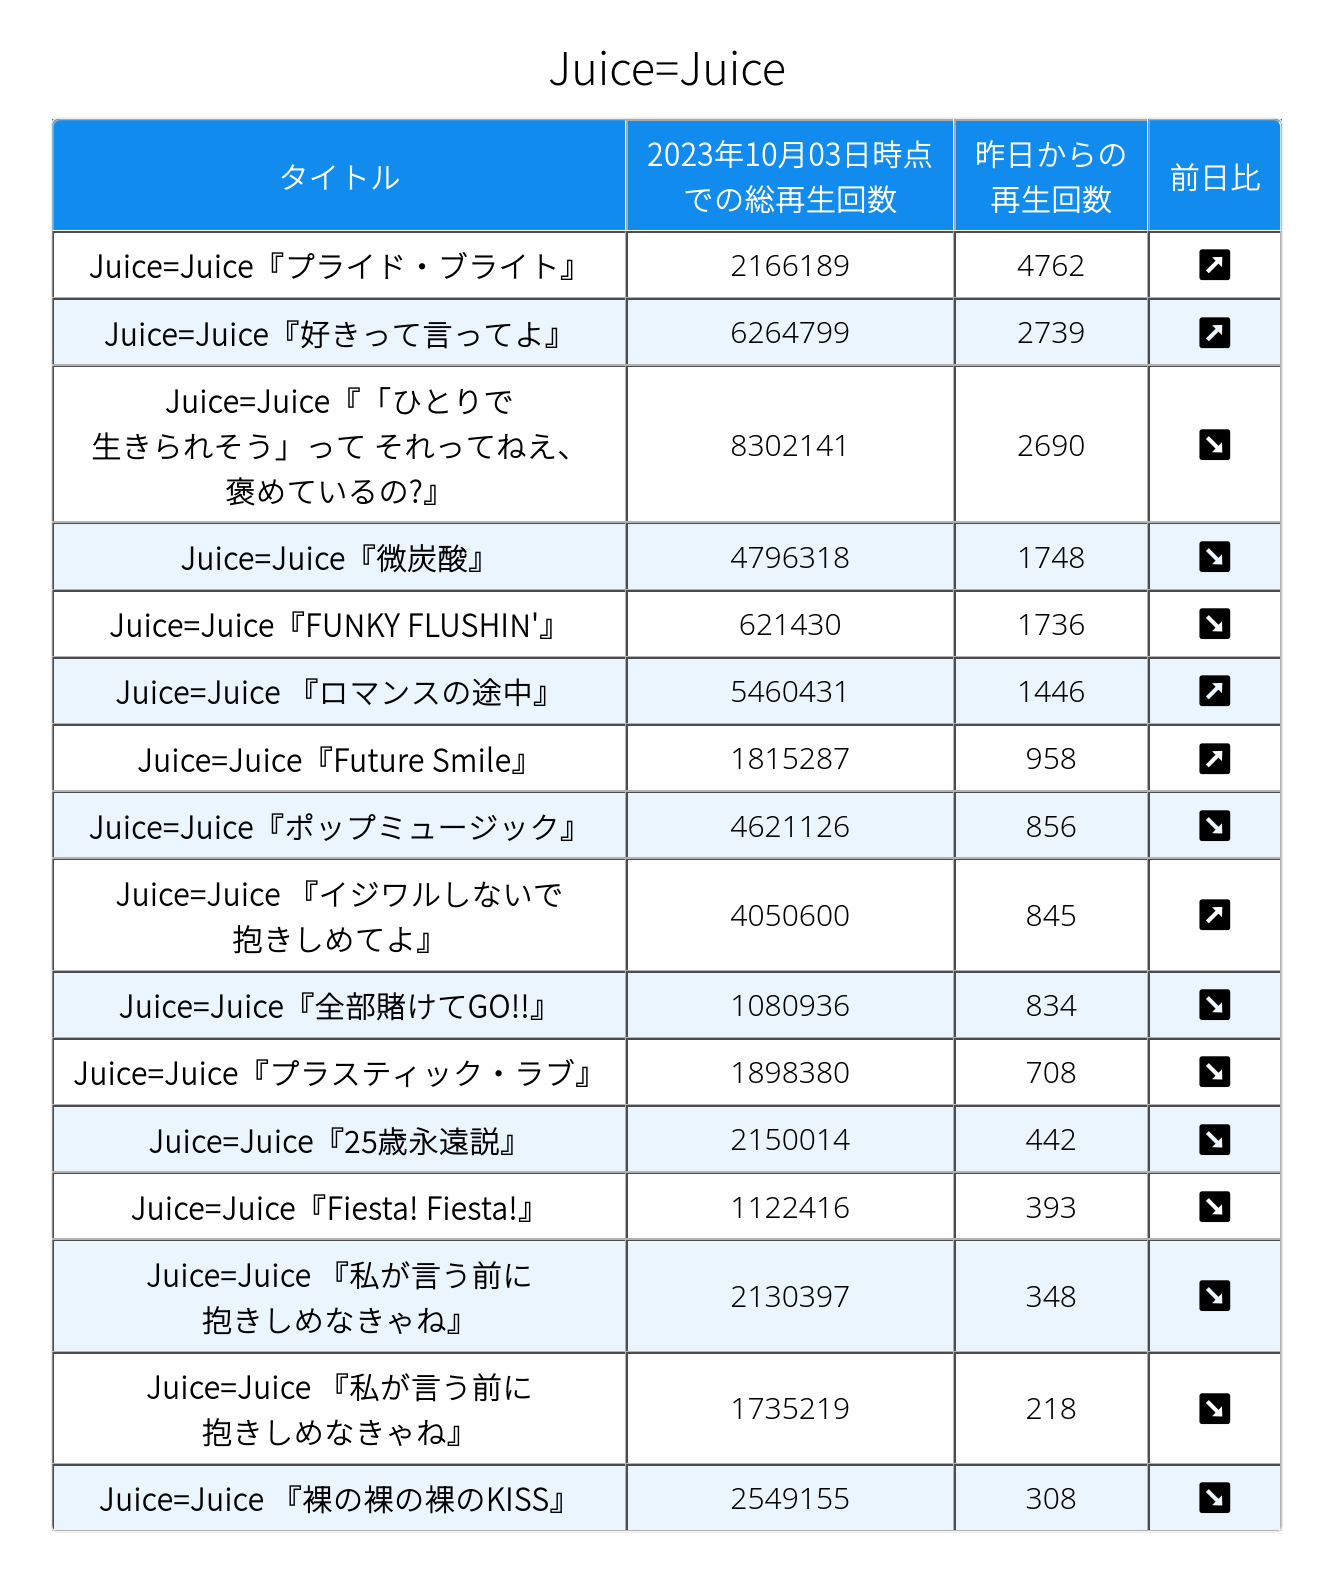 Juice=Juice
タイトル
2023年10月03日時点
での総再生回数
昨日からの
再生回数
前日比
Juice=Juice『プライド・ブライト』 2166189 4762 ↗
Juice=Juice『好きって言ってよ』 6264799 2739 ↗
Juice=Juice『「ひとりで
生きられそう」って それってねえ、
褒めているの?』 8302141 2690 ↘
Juice=Juice『微炭酸』 4796318 1748 ↘
Juice=Juice『FUNKY FLUSHIN'』 621430 1736 ↘
Juice=Juice 『ロマンスの途中』 5460431 1446 ↗
Juice=Juice『Future Smile』 1815287 958 ↗
Juice=Juice『ポップミュージック』 4621126 856 ↘
Juice=Juice 『イジワルしないで
抱きしめてよ』 4050600 845 ↗
Juice=Juice『全部賭けてGO!!』 1080936 834 ↘
Juice=Juice『プラスティック・ラブ』 1898380 708 ↘
Juice=Juice『25歳永遠説』 2150014 442 ↘
Juice=Juice『Fiesta! Fiesta!』 1122416 393 ↘
Juice=Juice 『私が言う前に
抱きしめなきゃね』 2130397 348 ↘
Juice=Juice 『私が言う前に
抱きしめなきゃね』 1735219 218 ↘
Juice=Juice 『裸の裸の裸のKISS』 2549155 308 ↘